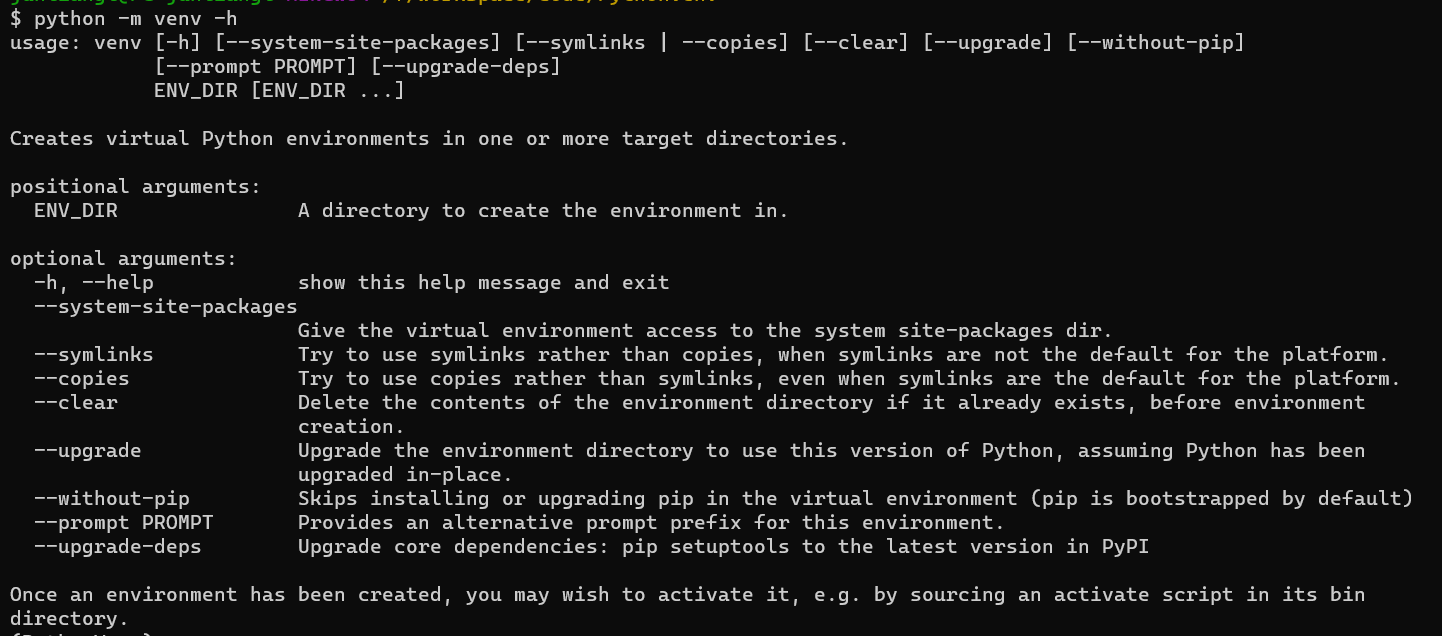 $ python -m venv -h
usage: venv [-h] [--system-site-packages] [--symlinks | --copies] [--clear] [--upgrade] [--without-pip]
            [--prompt PROMPT] [--upgrade-deps]
            ENV_DIR [ENV_DIR ...]

Creates virtual Python environments in one or more target directories.

positional arguments:
  ENV_DIR               A directory to create the environment in.

optional arguments:
  -h, --help            show this help message and exit
  --system-site-packages
                        Give the virtual environment access to the system site-packages dir.
  --symlinks            Try to use symlinks rather than copies, when symlinks are not the default for the platform.
  --copies              Try to use copies rather than symlinks, even when symlinks are the default for the platform.
  --clear               Delete the contents of the environment directory if it already exists, before environment
                        creation.
  --upgrade             Upgrade the environment directory to use this version of Python, assuming Python has been
                        upgraded in-place.
  --without-pip         Skips installing or upgrading pip in the virtual environment (pip is bootstrapped by default)
  --prompt PROMPT       Provides an alternative prompt prefix for this environment.
  --upgrade-deps        Upgrade core dependencies: pip setuptools to the latest version in PyPI

Once an environment has been created, you may wish to activate it, e.g. by sourcing an activate script in its bin
directory.